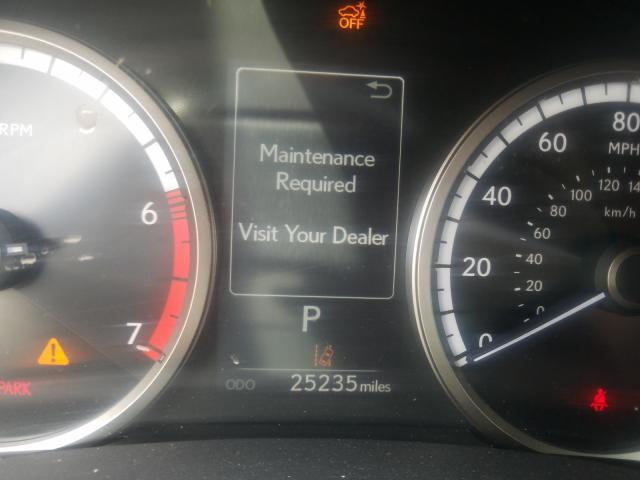 OFF
Maintenance
Required
Visit Your Dealer
RPM
6
7
PARK
P
ODO 25235 miles
80
MPH
60
40
20
0
120
100
80
km/h
60
40
20
0